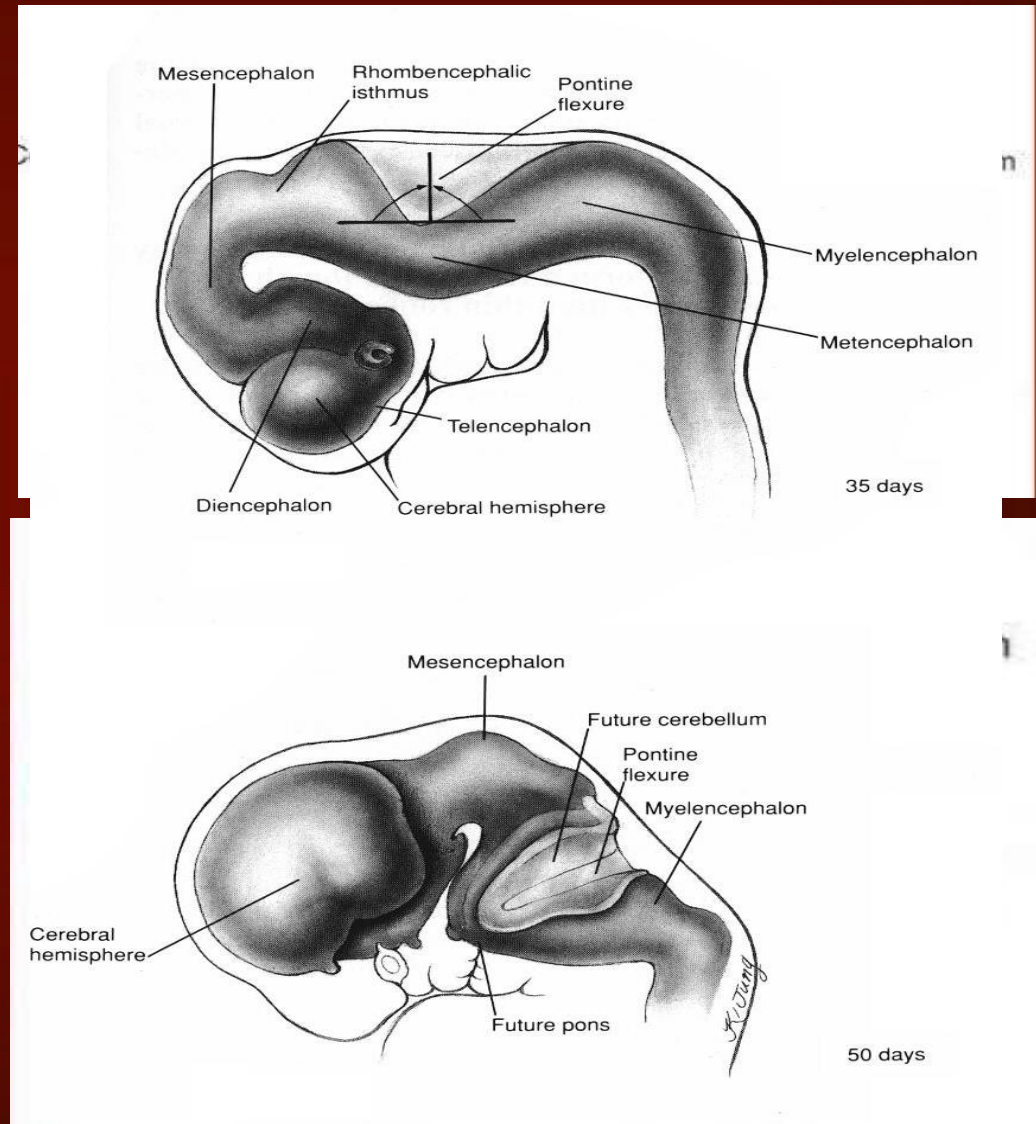 Mesencephalon
Rhombencephalic
isthmus
Pontine
flexure
Myelencephalon
Metencephalon
Telencephalon
Diencephalon
Cerebral hemisphere
35 days
Mesencephalon
Future cerebellum
Pontine
flexure
Myelencephalon
Cerebral
hemisphere
Future pons
50 days